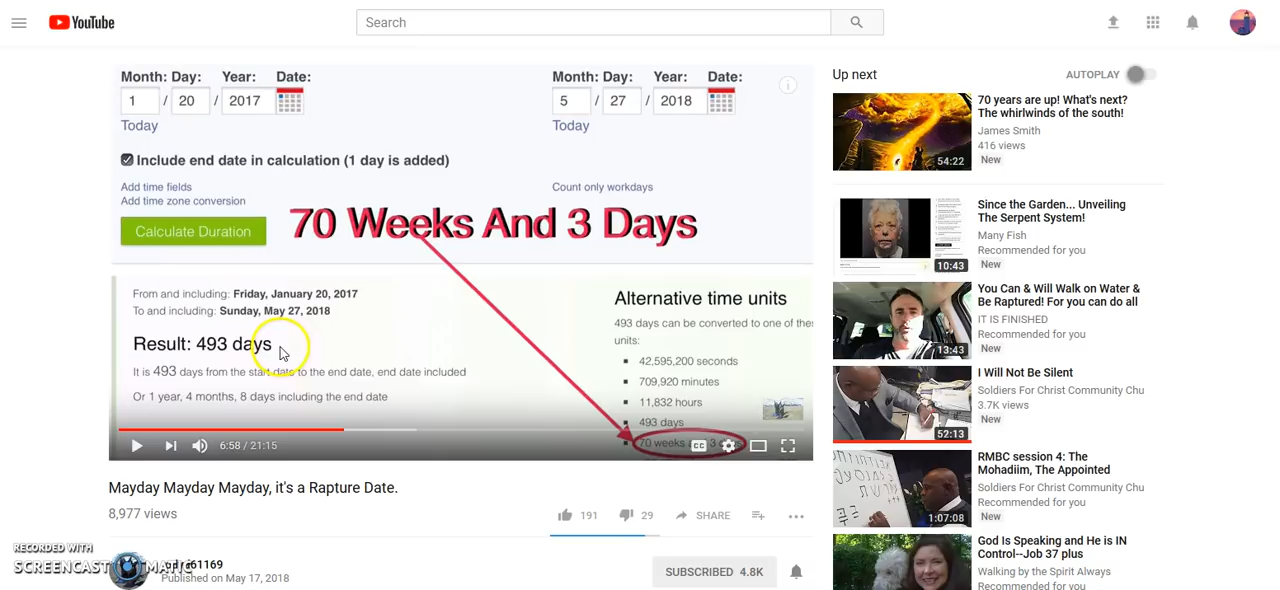 YouTube
Search
Month: Day: Year: Date:
1 / 20 / 2017
Today
Month: Day: Year: Date:
5 / 27 / 2018
Today
Include end date in calculation (1 day is added)
Add time fields
Add time zone conversion
Count only workdays
Calculate Duration
70 Weeks And 3 Days
From and including: Friday, January 20, 2017
To and including: Sunday, May 27, 2018
Result: 493 days
It is 493 days from the start date to the end date, end date included
Or 1 year, 4 months, 8 days including the end date
Alternative time units
493 days can be converted to one of
units:
42,595,200 seconds
709,920 minutes
11,832 hours
493 days
70 weeks 3
6:58 / 21:15
CC
Mayday Mayday Mayday, it's a Rapture Date.
8,977 views
191
29
SHARE
RECORDED WITH
SCREENCAST MATIC
61169
Published on May 17, 2018
SUBSCRIBED 4.8K
Up next
AUTOPLAY
70 years are up! What's next?
The whirlwinds of the south!
James Smith
416 views
New
54:22
Since the Garden... Unveiling
The Serpent System!
Many Fish
Recommended for you
New
10:43
You Can & Will Walk on Water &
Be Raptured! For you can do all
IT IS FINISHED
Recommended for you
New
13:43
I Will Not Be Silent
Soldiers For Christ Community Chu
3.7K views
New
52:13
RMBC session 4: The
Mohadiim, The Appointed
Soldiers For Christ Community Chu
Recommended for you
New
1:07:08
God Is Speaking and He is IN
Control--Job 37 plus
Walking by the Spirit Always
Recommended for you